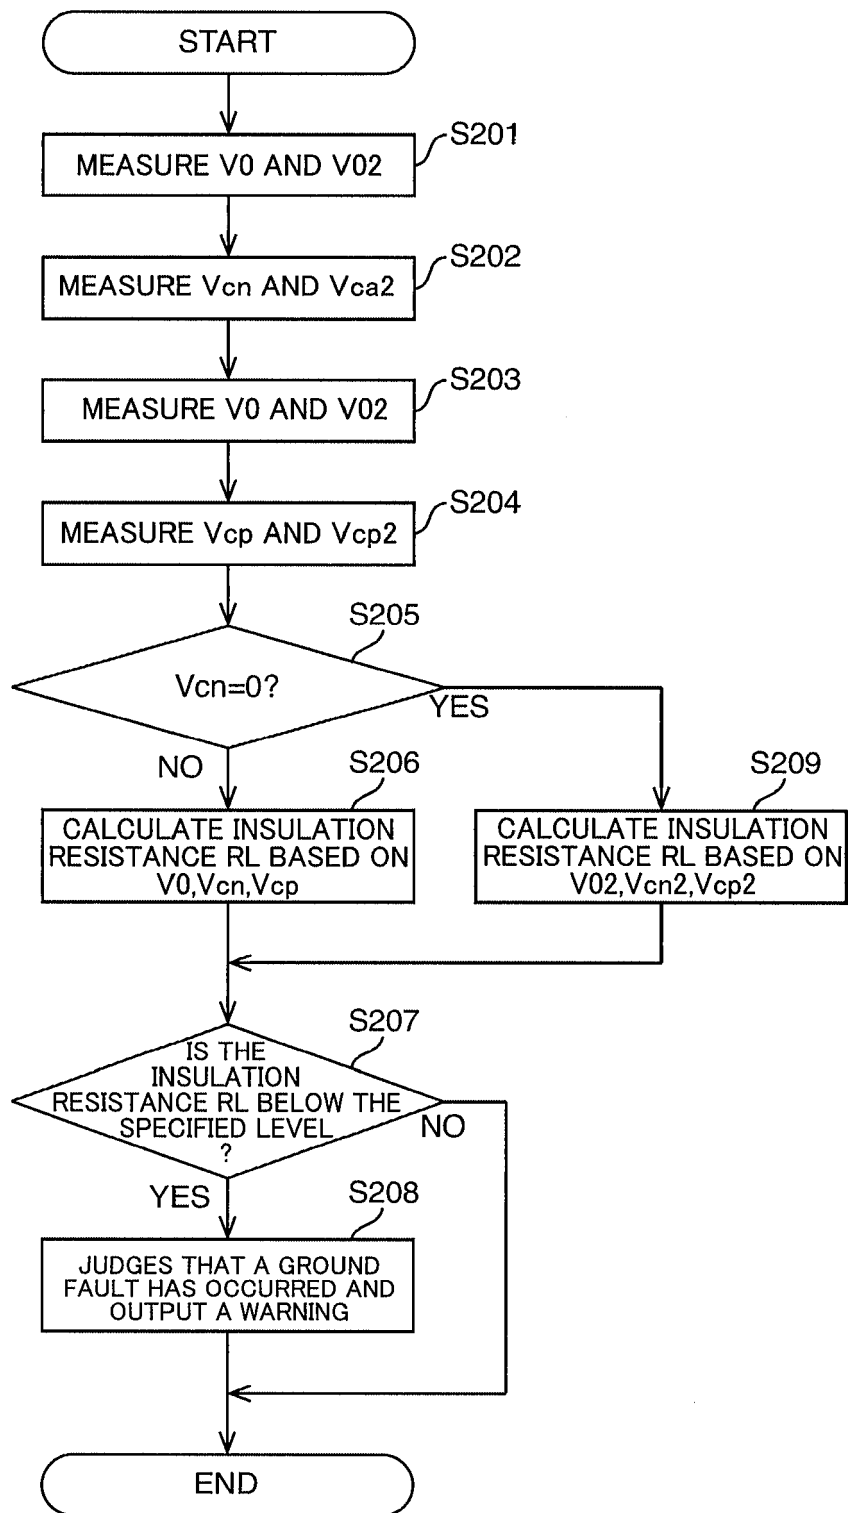 START
S201
MEASURE V0 AND V02
S202
MEASURE Vcn AND Vca2
S203
MEASURE V0 AND V02
S204
MEASURE Vcp AND Vcp2
S205
Vcn=0?
YES
NO
S206
CALCULATE INSULATION
RESISTANCE RL BASED ON
V0,Vcn,Vcp
S209
CALCULATE INSULATION
RESISTANCE RL BASED ON
V02,Vcn2,Vcp2
S207
IS THE
INSULATION
RESISTANCE RL BELOW THE
SPECIFIED LEVEL
?
NO
YES
S208
JUDGES THAT A GROUND
FAULT HAS OCCURRED AND
OUTPUT A WARNING
END